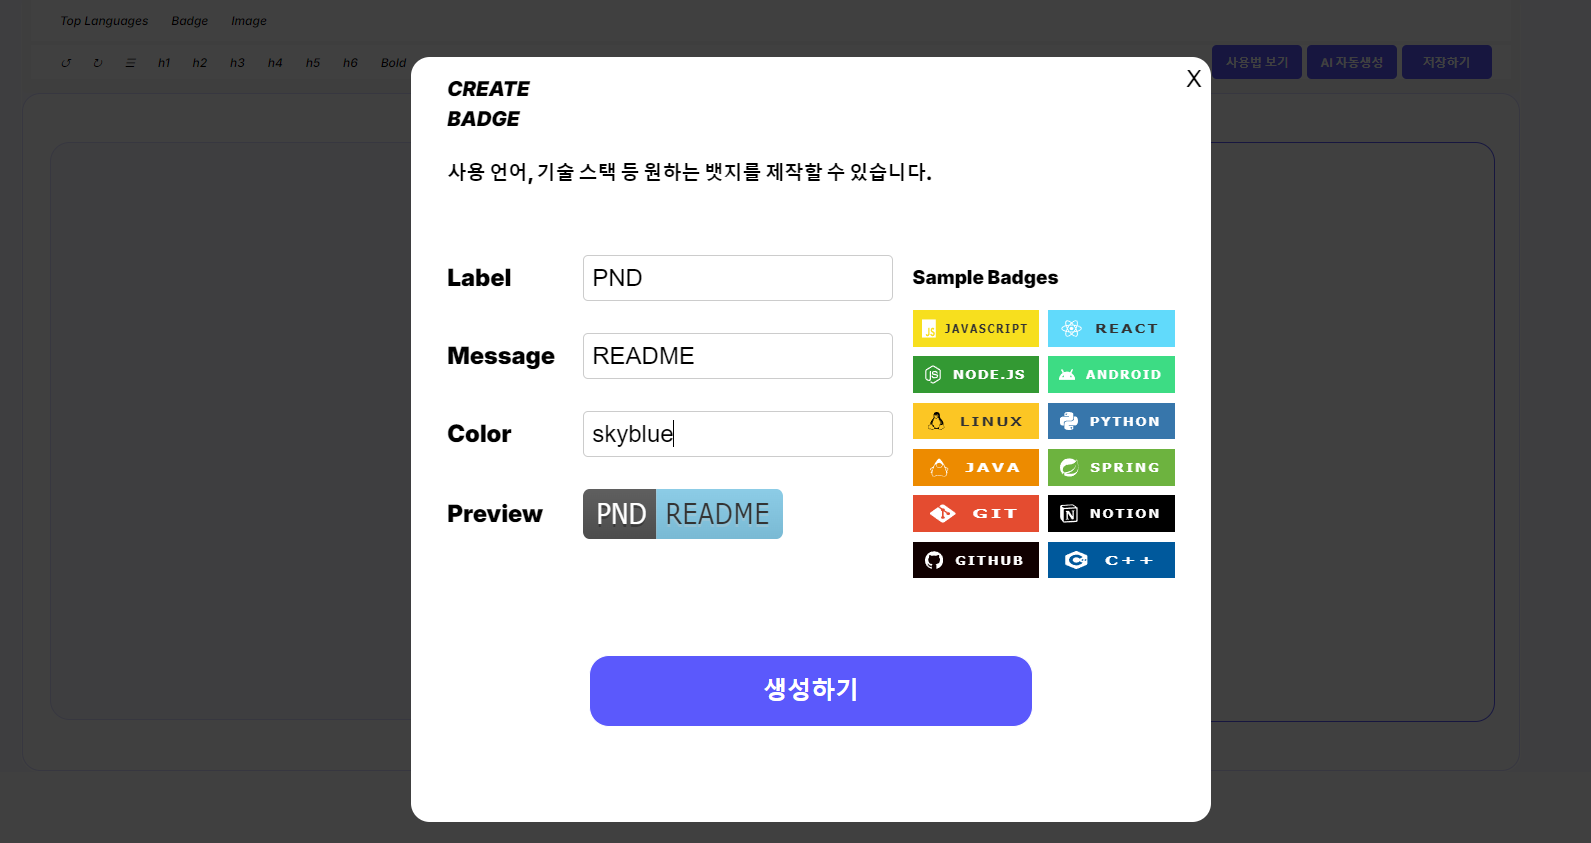 Top Languages Badge Image
h1 h2 h3 h4 h5 h6 Bold
사용법 보기 AI 자동생성 저장하기
X
CREATE
BADGE
사용 언어, 기술 스택 등 원하는 뱃지를 제작할 수 있습니다.
Label PND
Message README
Color skyblue
Preview PND README
Sample Badges
JAVASCRIPT REACT
NODE.JS ANDROID
LINUX PYTHON
JAVA SPRING
GIT NOTION
GITHUB C++
생성하기